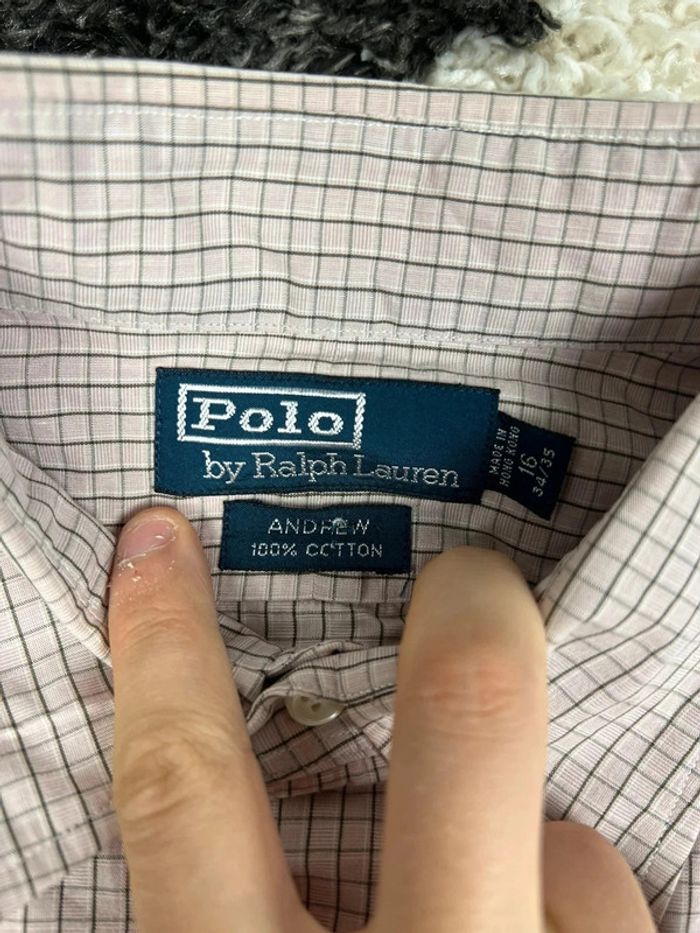 Polo
by Ralph Lauren
MADE IN
HONG KONG
16
34/35
ANDREW
100% COTTON